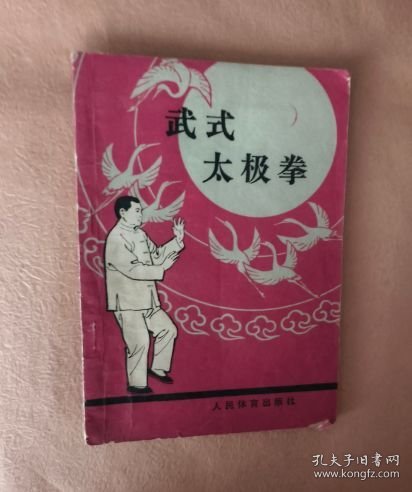 武式
太极拳
人民体育出版社
孔夫子旧书网
kongfz.com